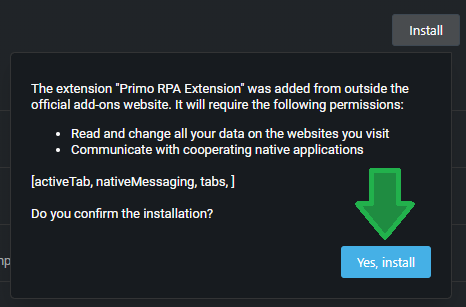 Install
The extension "Primo RPA Extension" was added from outside the
official add-ons website. It will require the following permissions:
• Read and change all your data on the websites you visit
• Communicate with cooperating native applications
[activeTab, nativeMessaging, tabs, ]
Do you confirm the installation?
Yes, install